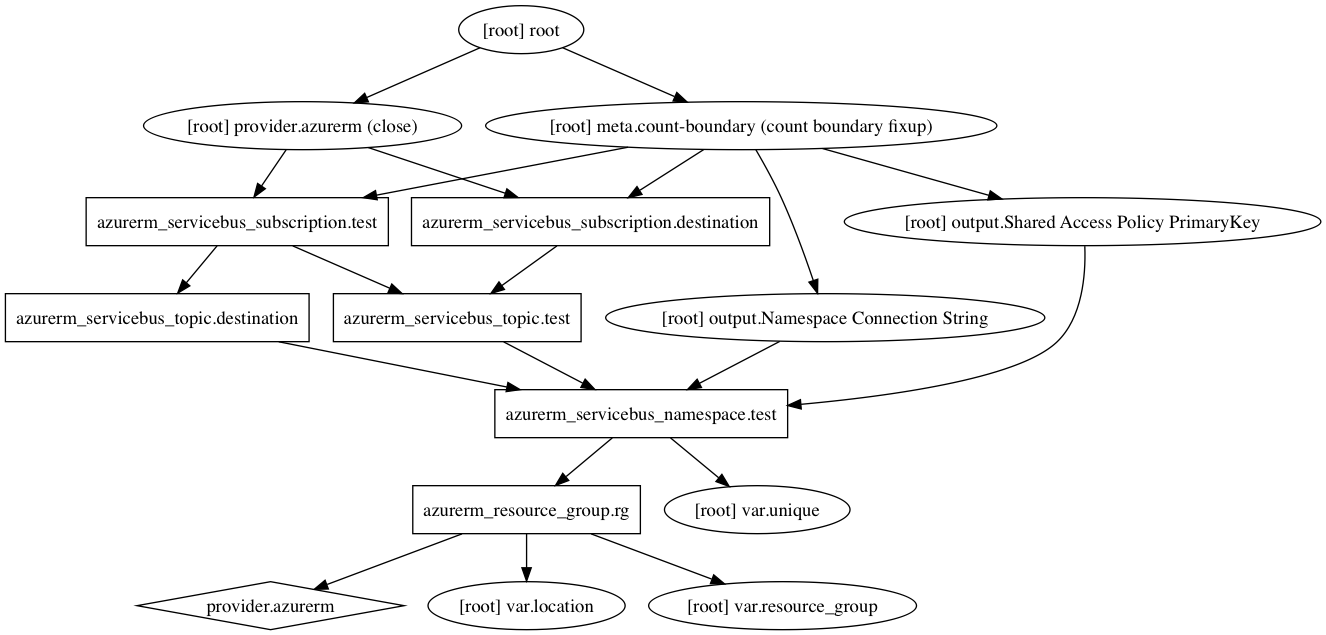 [root] root
[root] provider.azurerm (close)
[root] meta.count-boundary (count boundary fixup)
azurerm_servicebus_subscription.test
azurerm_servicebus_subscription.destination
[root] output.Shared Access Policy PrimaryKey
azurerm_servicebus_topic.destination
azurerm_servicebus_topic.test
[root] output.Namespace Connection String
azurerm_servicebus_namespace.test
azurerm_resource_group.rg
[root] var.unique
provider.azurerm
[root] var.location
[root] var.resource_group